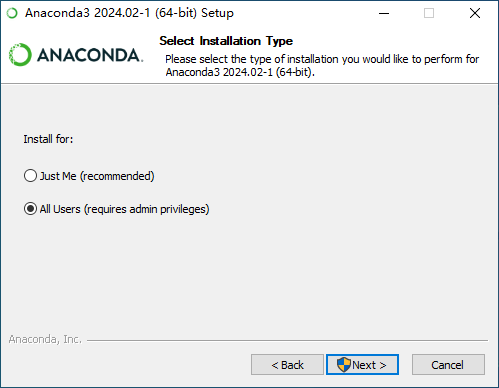 Anaconda3 2024.02-1 (64-bit) Setup
ANACONDA.
Select Installation Type
Please select the type of installation you would like to perform for
Anaconda3 2024.02-1 (64-bit).
Install for:
Just Me (recommended)
All Users (requires admin privileges)
Anaconda, Inc.
< Back
Next >
Cancel